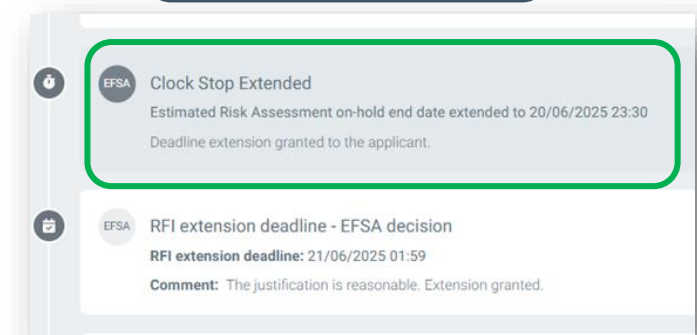 EFSA
Clock Stop Extended
Estimated Risk Assessment on-hold end date extended to 20/06/2025 23:30
Deadline extension granted to the applicant.
EFSA
RFI extension deadline - EFSA decision
RFI extension deadline: 21/06/2025 01:59
Comment: The justification is reasonable. Extension granted.